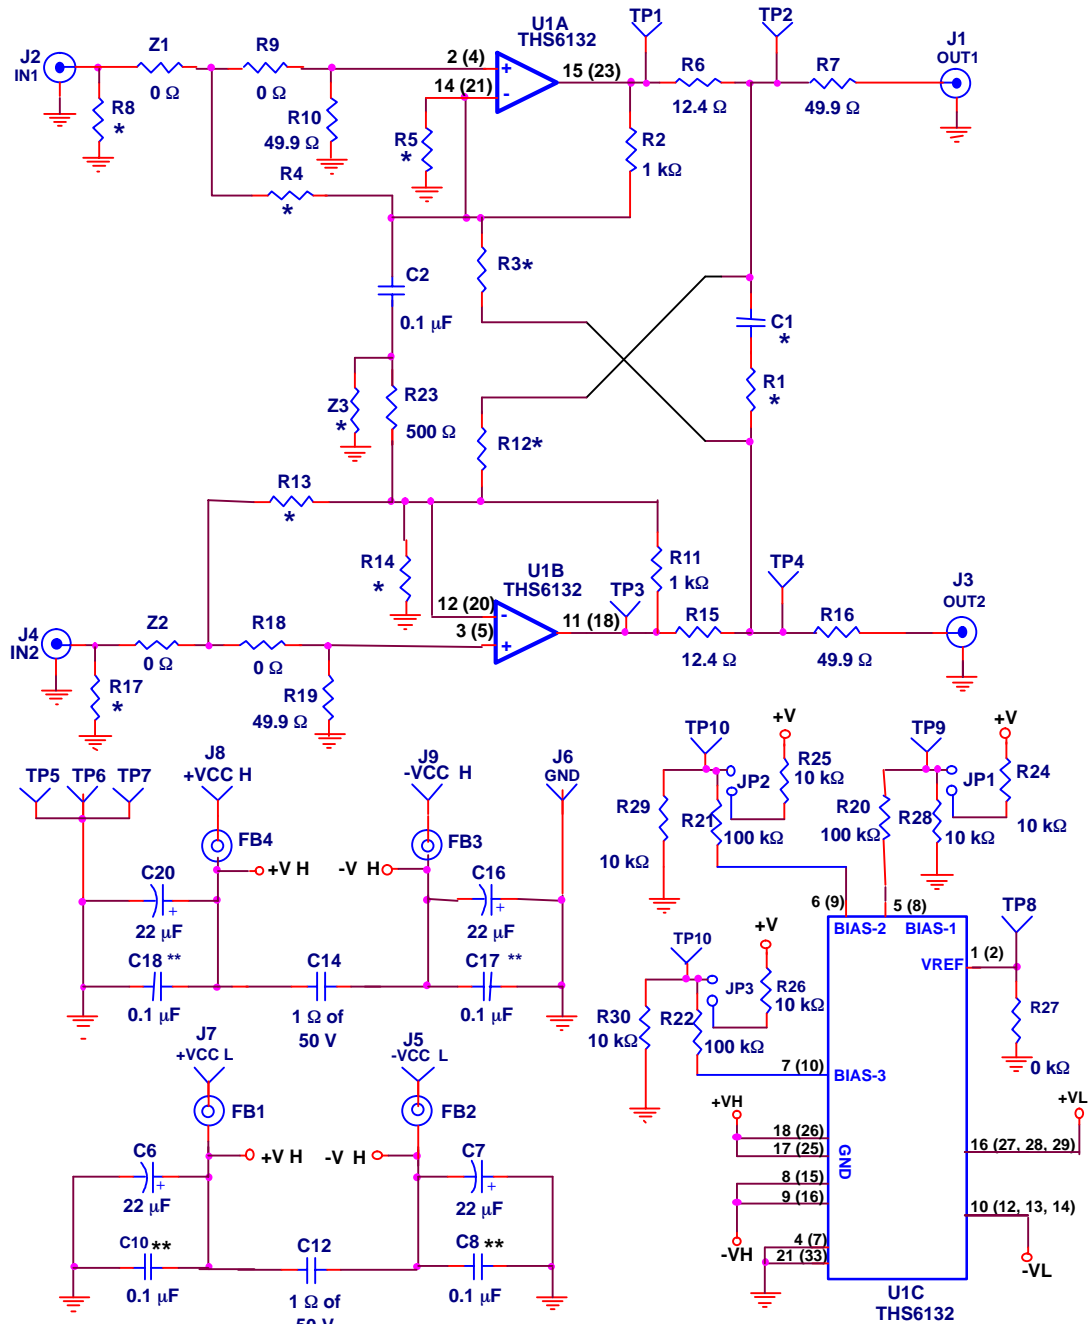 U1A
THS6132
TP1
TP2
J2
IN1
Z1
0 Ω
R9
0 Ω
2 (4)
14 (21)
+
-
15 (23)
R6
12.4 Ω
R7
49.9 Ω
J1
OUT1
R8
*
R10
49.9 Ω
R5
*
R2
1 kΩ
R4
*
C2
0.1 μF
R3*
C1
*
R1
*
Z3
*
R23
500 Ω
R12*
R13
*
R14
*
R11
1 kΩ
U1B
THS6132
TP3
TP4
12 (20)
3 (5)
-
+
11 (18)
R15
12.4 Ω
R16
49.9 Ω
J3
OUT2
J4
IN2
Z2
0 Ω
R18
0 Ω
R17
*
R19
49.9 Ω
TP5
TP6
TP7
J8
+VCC H
J9
-VCC H
J6
GND
FB4
FB3
+V H
-V H
C20
+
22 μF
C16
+
22 μF
C18 **
0.1 μF
C14
1 Ω of
50 V
C17 **
0.1 μF
J7
+VCC L
J5
-VCC L
FB1
FB2
+V H
-V H
C6
+
22 μF
C7
+
22 μF
C10 **
0.1 μF
C12
1 Ω of
50 V
C8 **
0.1 μF
TP10
+V
R25
10 kΩ
JP2
R29
10 kΩ
R21
100 kΩ
TP9
+V
R24
10 kΩ
JP1
R20
100 kΩ
R28
10 kΩ
6 (9)
5 (8)
BIAS-2
BIAS-1
TP8
1 (2)
VREF
R27
0 kΩ
TP10
+V
JP3
R26
10 kΩ
R30
10 kΩ
R22
100 kΩ
7 (10)
BIAS-3
+VH
18 (26)
17 (25)
GND
8 (15)
9 (16)
-VH
4 (7)
21 (33)
+VL
16 (27, 28, 29)
10 (12, 13, 14)
-VL
U1C
THS6132